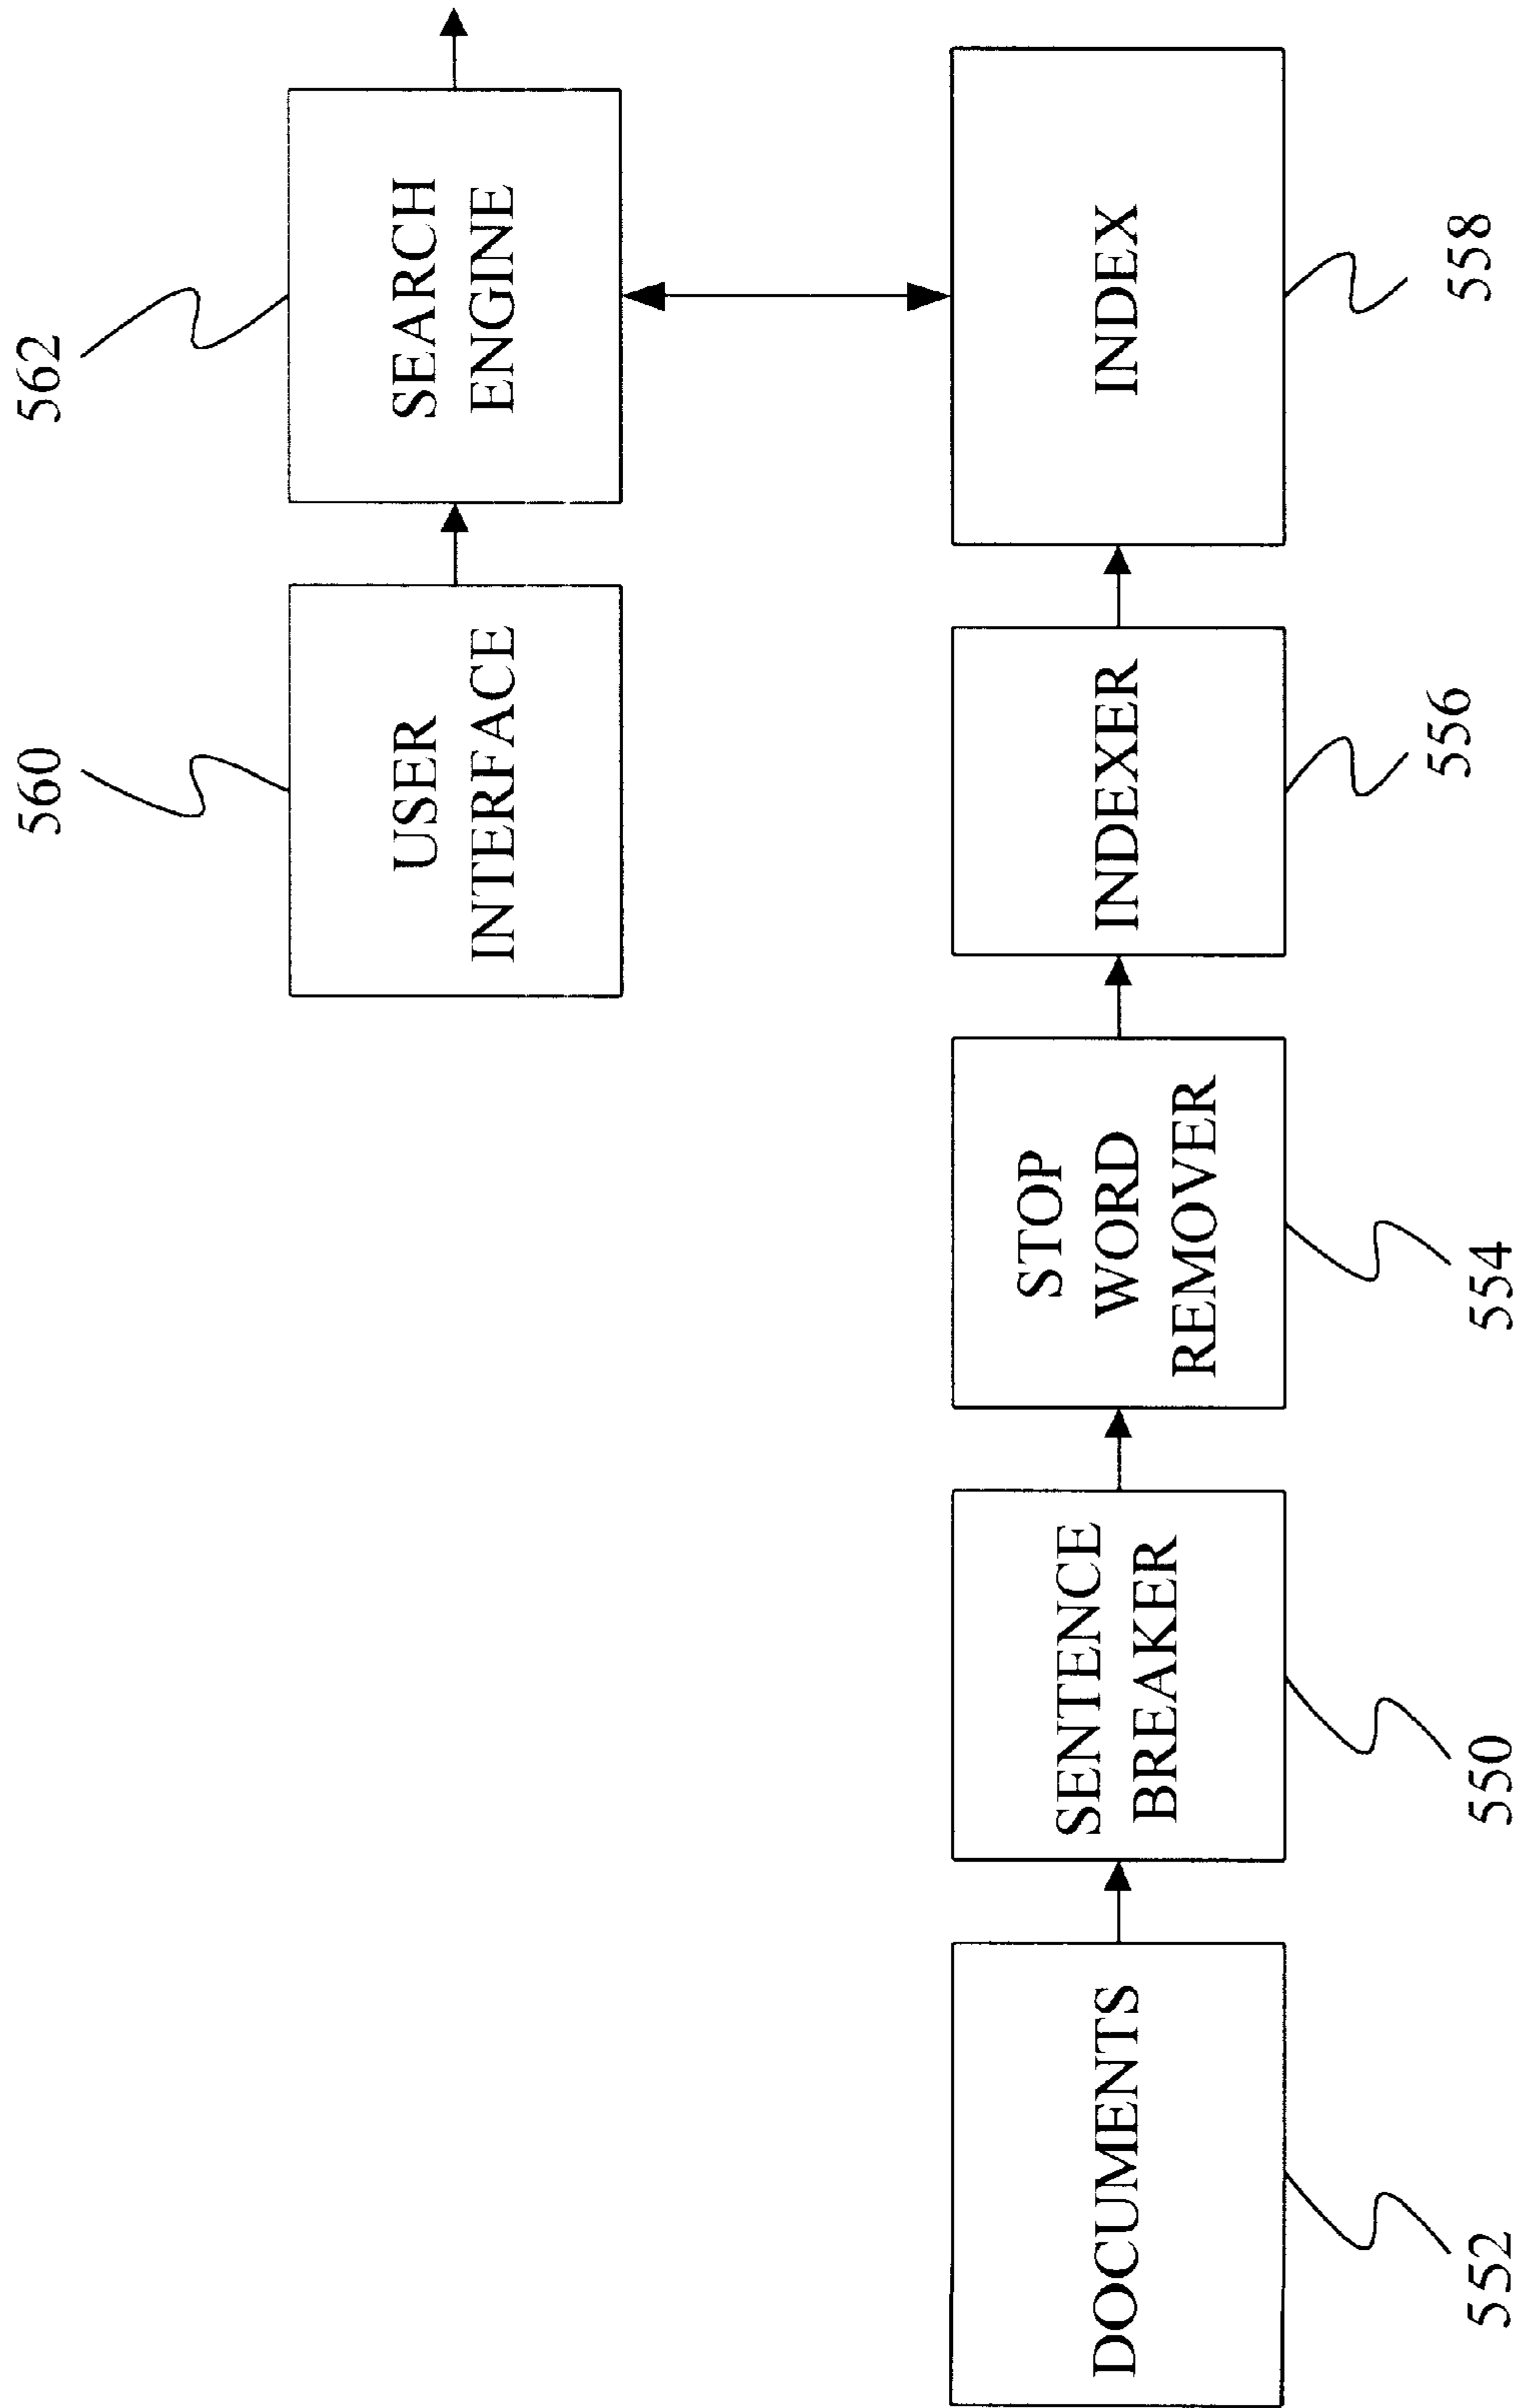 560
562
USER
INTERFACE
SEARCH
ENGINE
DOCUMENTS
SENTENCE
BREAKER
STOP
WORD
REMOVER
INDEXER
INDEX
552
550
554
556
558